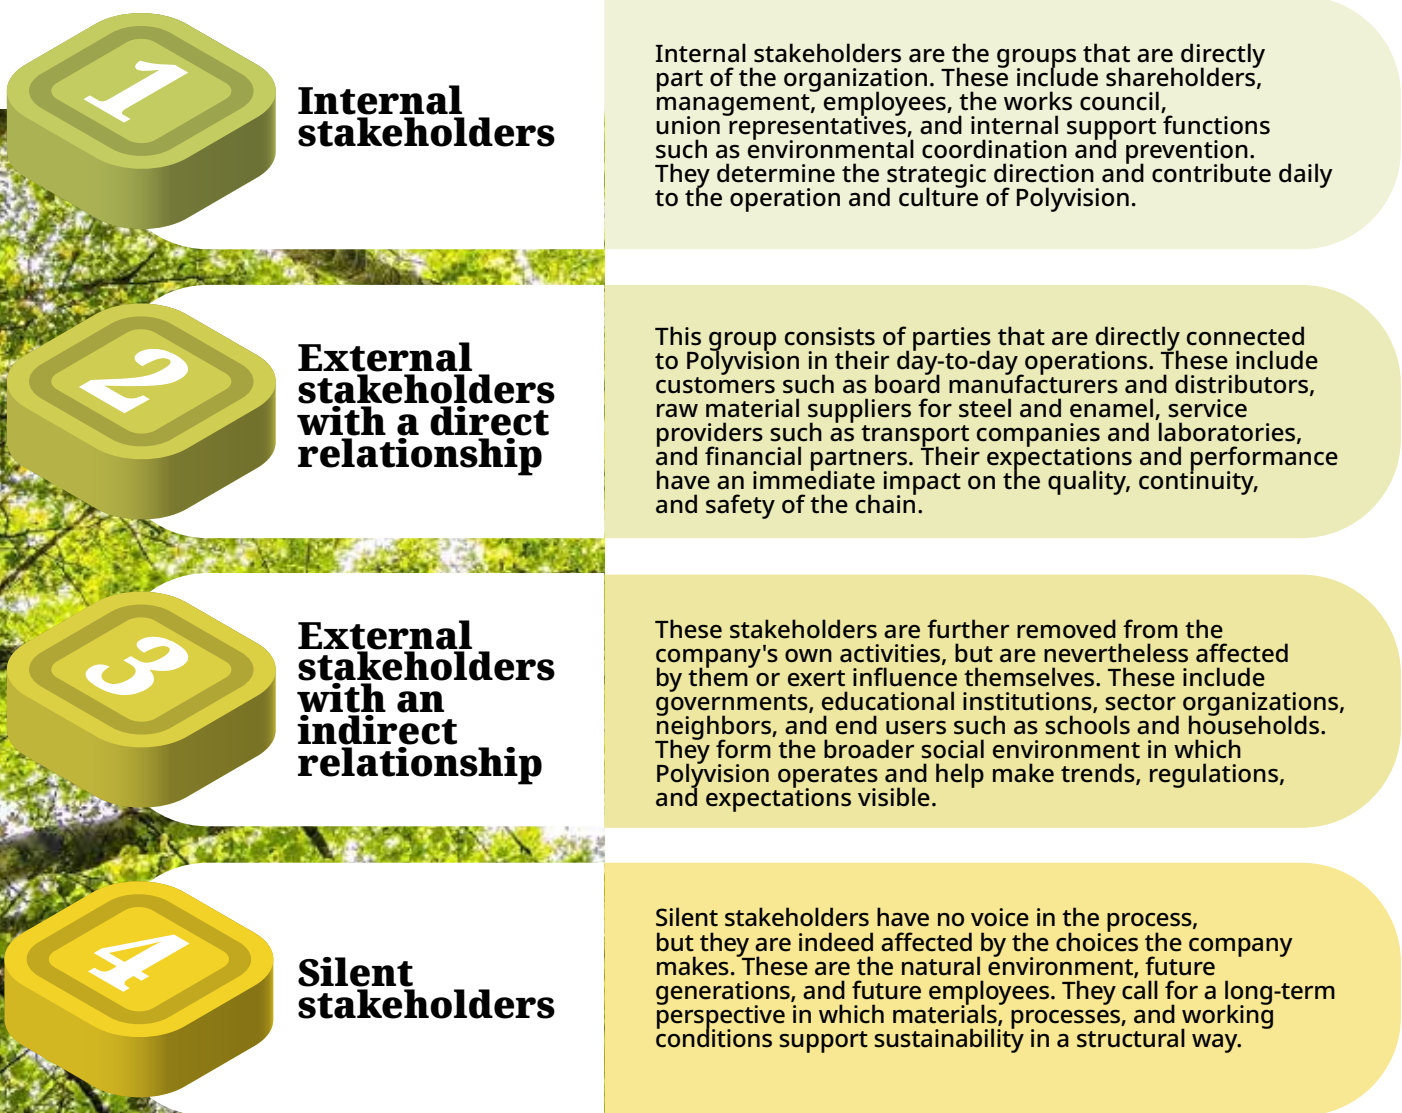 1
Internal
stakeholders
Internal stakeholders are the groups that are directly
part of the organization. These include shareholders,
management, employees, the works council,
union representatives, and internal support functions
such as environmental coordination and prevention.
They determine the strategic direction and contribute daily
to the operation and culture of Polyvision.
2
External
stakeholders
with a direct
relationship
This group consists of parties that are directly connected
to Polyvision in their day-to-day operations. These include
customers such as board manufacturers and distributors,
raw material suppliers for steel and enamel, service
providers such as transport companies and laboratories,
and financial partners. Their expectations and performance
have an immediate impact on the quality, continuity,
and safety of the chain.
3
External
stakeholders
with an
indirect
relationship
These stakeholders are further removed from the
company's own activities, but are nevertheless affected
by them or exert influence themselves. These include
governments, educational institutions, sector organizations,
neighbors, and end users such as schools and households.
They form the broader social environment in which
Polyvision operates and help make trends, regulations,
and expectations visible.
4
Silent
stakeholders
Silent stakeholders have no voice in the process,
but they are indeed affected by the choices the company
makes. These are the natural environment, future
generations, and future employees. They call for a long-term
perspective in which materials, processes, and working
conditions support sustainability in a structural way.